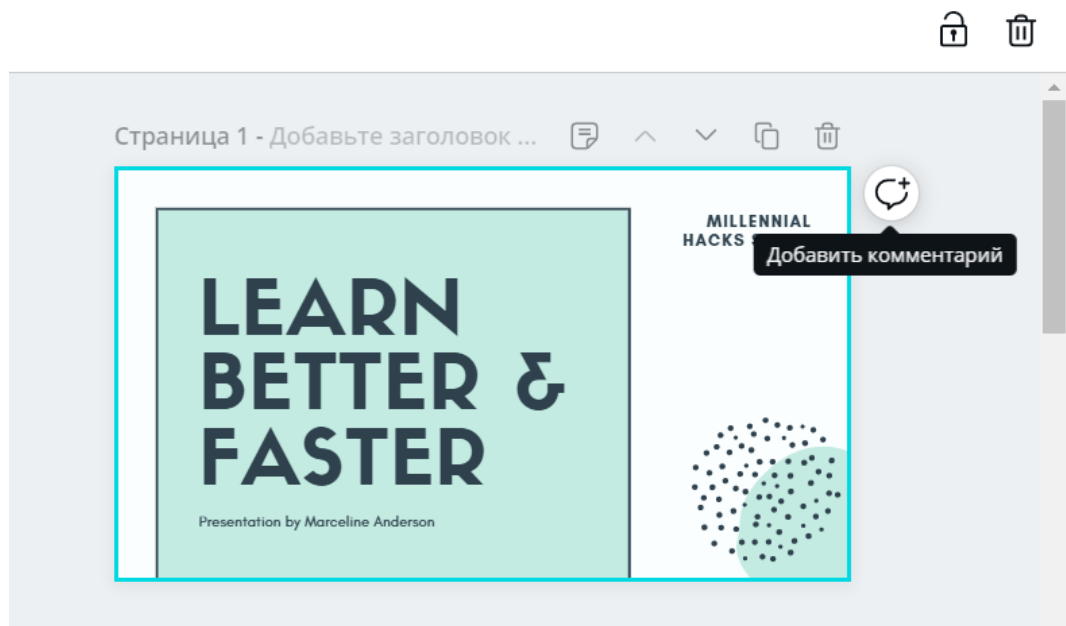 Страница 1 - Добавьте заголовок ...
MILLENNIAL
HACKS
Добавить комментарий
LEARN
BETTER &
FASTER
Presentation by Marceline Anderson